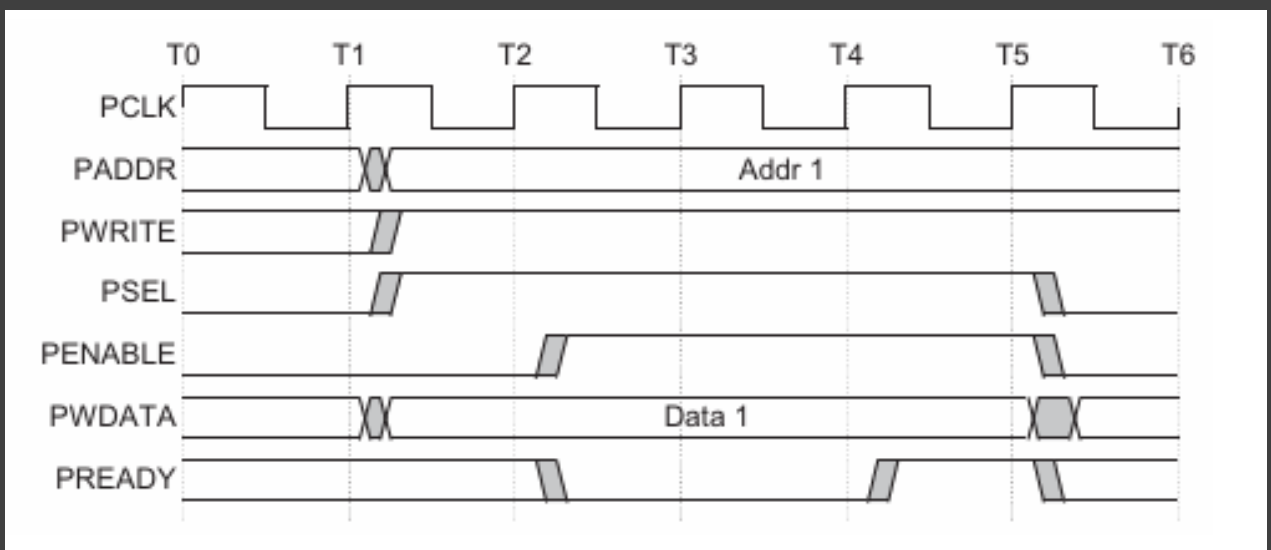 T0 T1 T2 T3 T4 T5 T6
PCLK
PADDR Addr 1
PWRITE
PSEL
PENABLE
PWDATA Data 1
PREADY